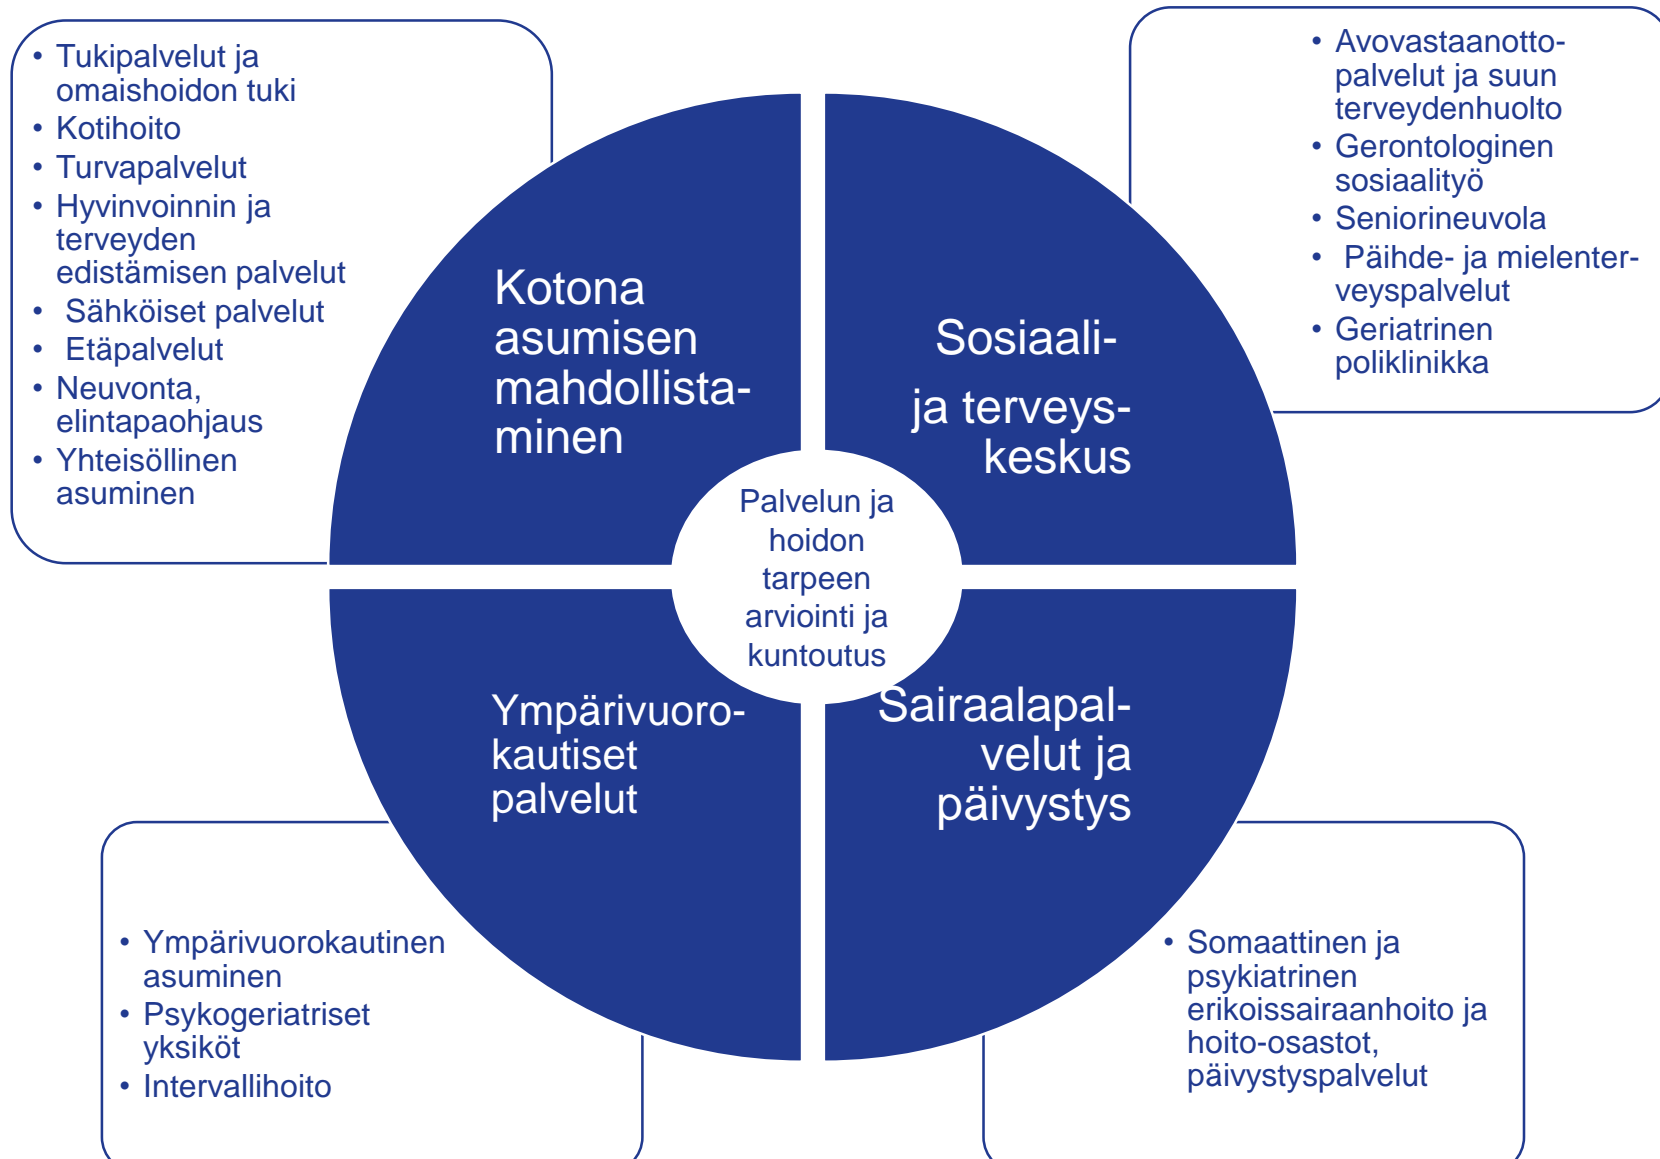 • Tukipalvelut ja
omaishoidon tuki
• Kotihoito
• Turvapalvelut
• Hyvinvoinnin ja
terveyden
edistämisen palvelut
• Sähköiset palvelut
• Etäpalvelut
• Neuvonta,
elintapaohjaus
• Yhteisöllinen
asuminen
• Avovastaanotto-
palvelut ja suun
terveydenhuolto
• Gerontologinen
sosiaalityö
• Seniorineuvola
• Päihde- ja mielenter-
veyspalvelut
• Geriatrinen
poliklinikka
Kotona
asumisen
mahdollista-
minen
Sosiaali-
ja terveys-
keskus
Palvelun ja
hoidon
tarpeen
arviointi ja
kuntoutus
Ympärivuoro-
kautiset
palvelut
Sairaalapal-
velut ja
päivystys
• Ympärivuorokautinen
asuminen
• Psykogeriatriset
yksiköt
• Intervallihoito
• Somaattinen ja
psykiatrinen
erikoissairaanhoito ja
hoito-osastot,
päivystyspalvelut